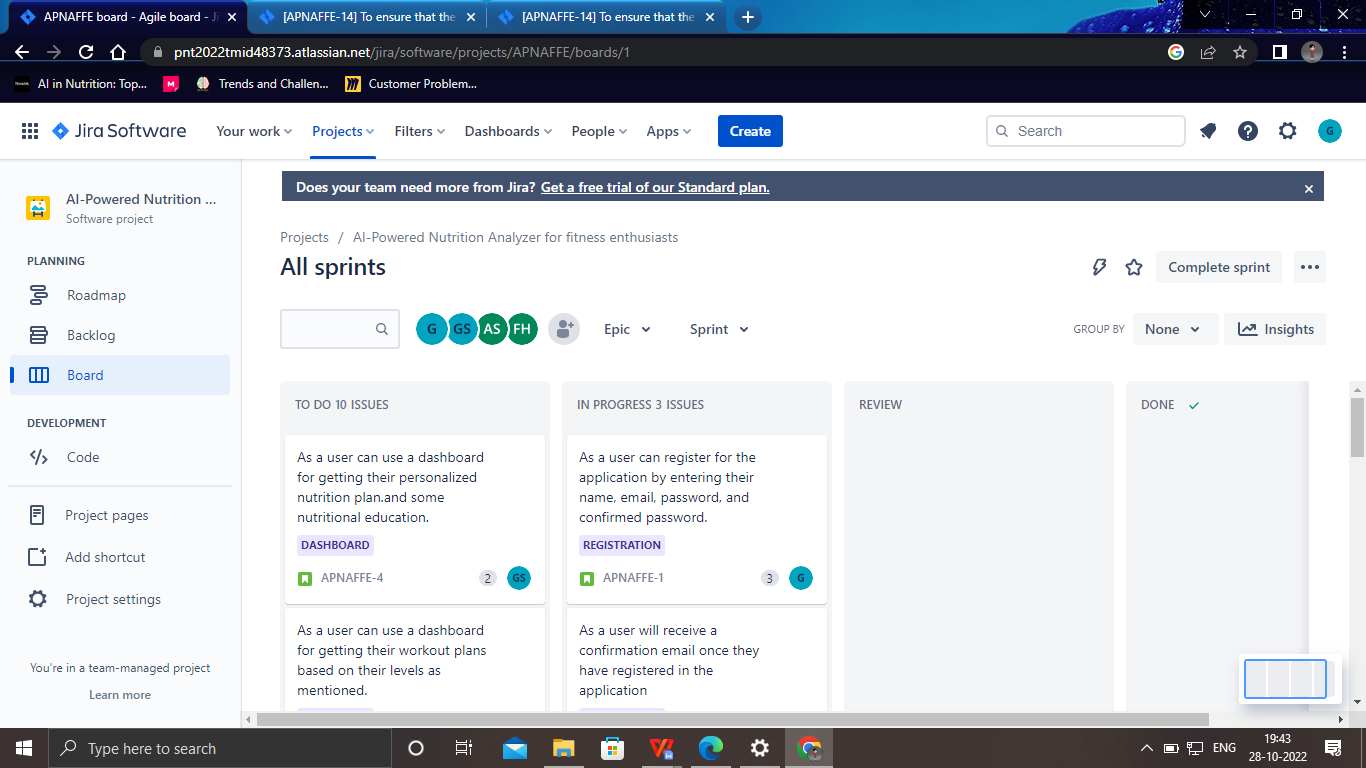 APNAFFE board - Agile board - Ji
[APNAFFE-14] To ensure that the
[APNAFFE-14] To ensure that the
pnt2022tmid48373.atlassian.net/jira/software/projects/APNAFFE/boards/1
AI in Nutrition: Top...
Trends and Challen...
Customer Problem...
Jira Software
Your work
Projects
Filters
Dashboards
People
Apps
Create
Search
G
AI-Powered Nutrition ...
Software project
PLANNING
Roadmap
Backlog
Board
DEVELOPMENT
Code
Project pages
Add shortcut
Project settings
You're in a team-managed project
Learn more
Does your team need more from Jira? Get a free trial of our Standard plan.
Projects / AI-Powered Nutrition Analyzer for fitness enthusiasts
All sprints
Complete sprint
G GS AS FH
Epic
Sprint
GROUP BY
None
Insights
TO DO 10 ISSUES
As a user can use a dashboard
for getting their personalized
nutrition plan.and some
nutritional education.
DASHBOARD
APNAFFE-4
2
GS
As a user can use a dashboard
for getting their workout plans
based on their levels as
mentioned.
IN PROGRESS 3 ISSUES
As a user can register for the
application by entering their
name, email, password, and
confirmed password.
REGISTRATION
APNAFFE-1
3
G
As a user will receive a
confirmation email once they
have registered in the
application
REVIEW
DONE
Type here to search
ENG
19:43
28-10-2022